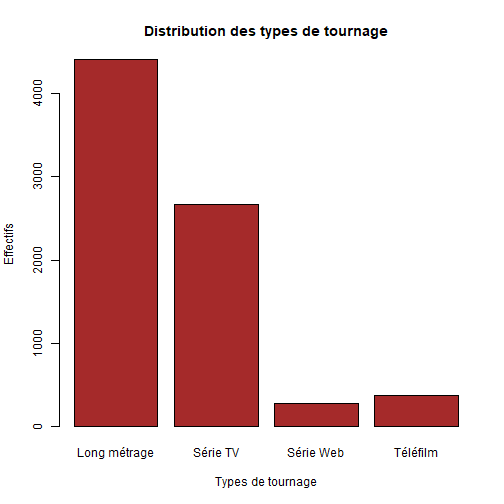 Distribution des types de tournage
Effectifs
4000
3000
2000
1000
0
Long métrage
Série TV
Série Web
Téléfilm
Types de tournage